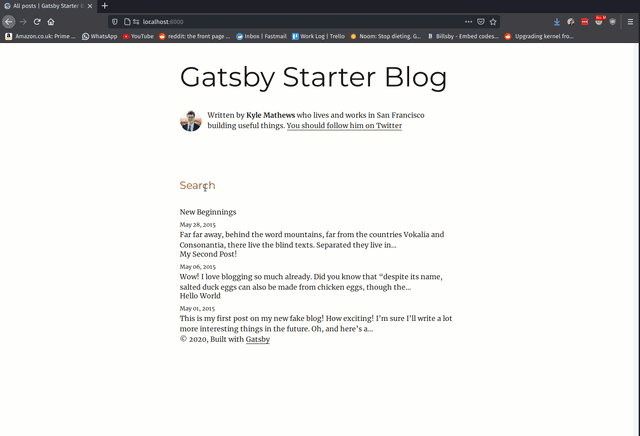 All posts | Gatsby Starter B
localhost:8000
Amazon.co.uk: Prime ...
WhatsApp
YouTube
reddit: the front page ...
Inbox | Fastmail
Work Log | Trello
Noom: Stop dieting. G...
Billsby - Embed codes...
Upgrading kernel fro...
Gatsby Starter Blog
Written by Kyle Mathews who lives and works in San Francisco
building useful things. You should follow him on Twitter
Search
New Beginnings
May 28, 2015
Far far away, behind the word mountains, far from the countries Vokalia and
Consonantia, there live the blind texts. Separated they live in…
My Second Post!
May 06, 2015
Wow! I love blogging so much already. Did you know that “despite its name,
salted duck eggs can also be made from chicken eggs, though the…
Hello World
May 01, 2015
This is my first post on my new fake blog! How exciting! I’m sure I’ll write a lot
more interesting things in the future. Oh, and here’s a…
© 2020, Built with Gatsby